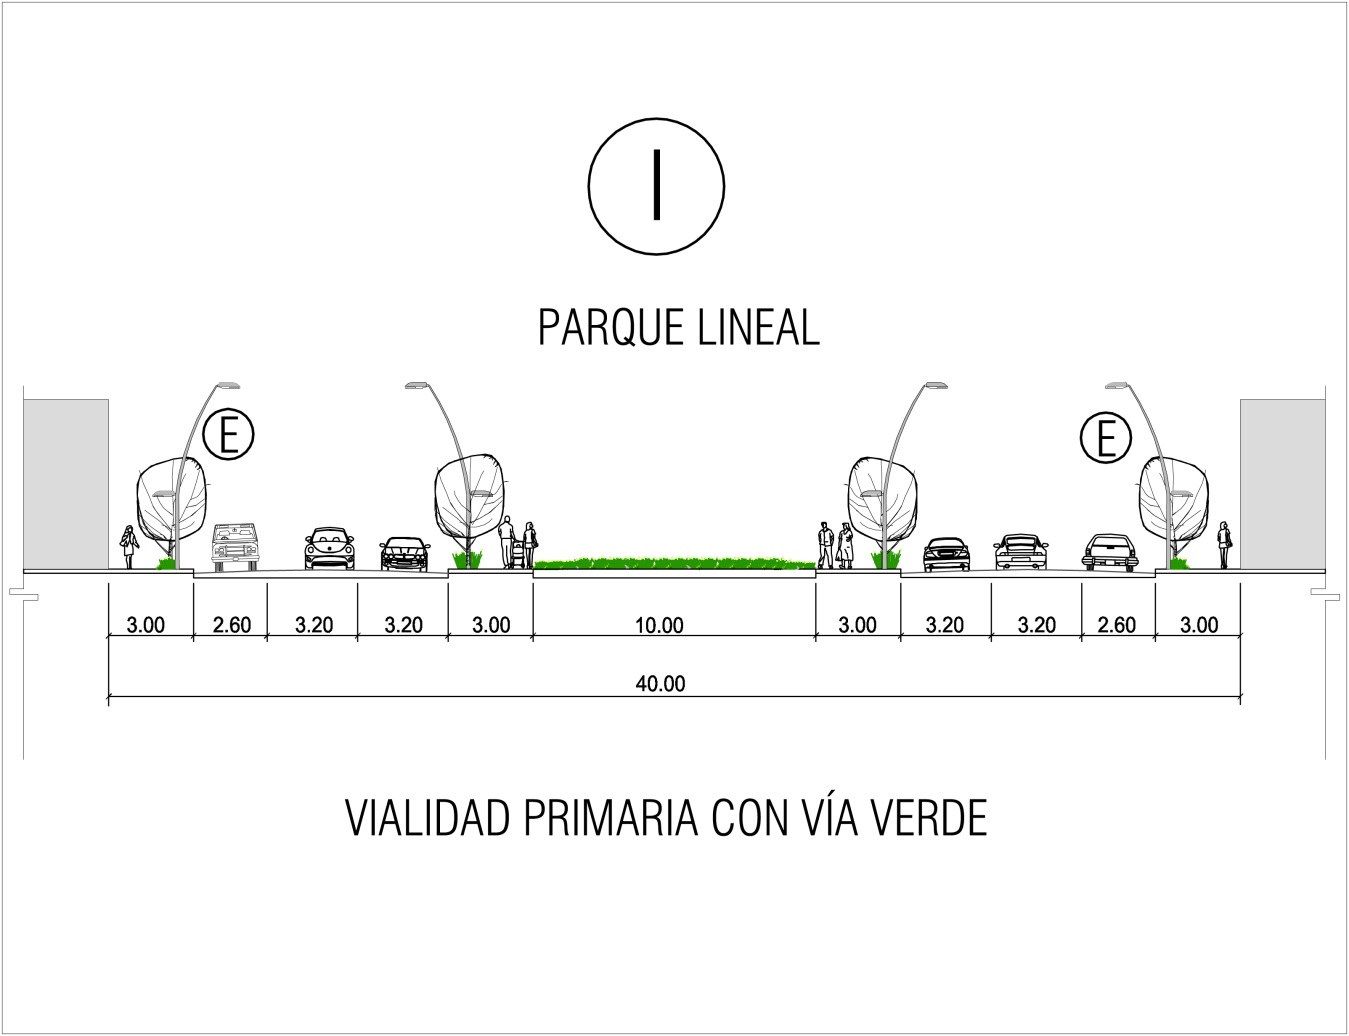 I
PARQUE LINEAL
E E
3.00 2.60 3.20 3.20 3.00 10.00 3.00 3.20 3.20 2.60 3.00
40.00
VIALIDAD PRIMARIA CON VÍA VERDE